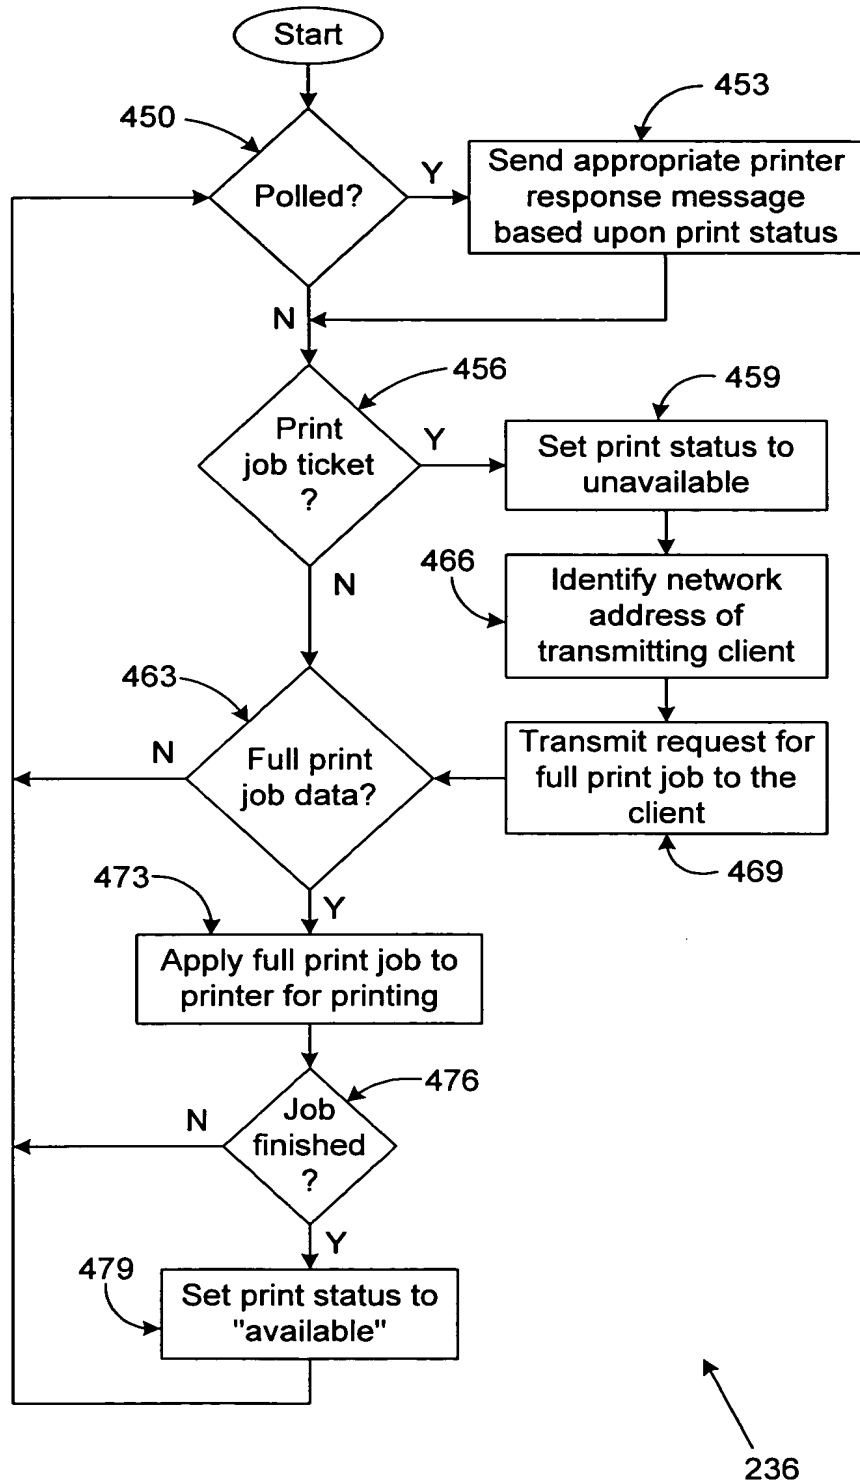 Start
450
453
Polled?
Y
Send appropriate printer
response message
based upon print status
N
456
459
Print
job ticket
?
Y
Set print status to
unavailable
N
466
Identify network
address of
transmitting client
463
N
Full print
job data?
Transmit request for
full print job to the
client
473
Y
469
Apply full print job to
printer for printing
476
N
Job
finished
?
Y
479
Set print status to
"available"
236